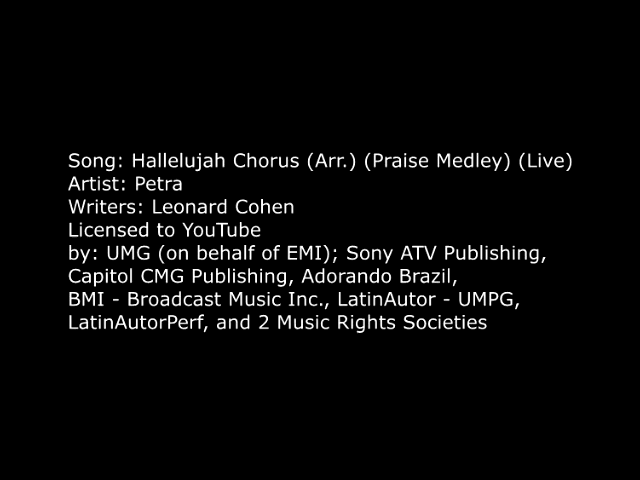 Song: Hallelujah Chorus (Arr.) (Praise Medley) (Live)
Artist: Petra
Writers: Leonard Cohen
Licensed to YouTube
by: UMG (on behalf of EMI); Sony ATV Publishing,
Capitol CMG Publishing, Adorando Brazil,
BMI - Broadcast Music Inc., LatinAutor - UMPG,
LatinAutorPerf, and 2 Music Rights Societies